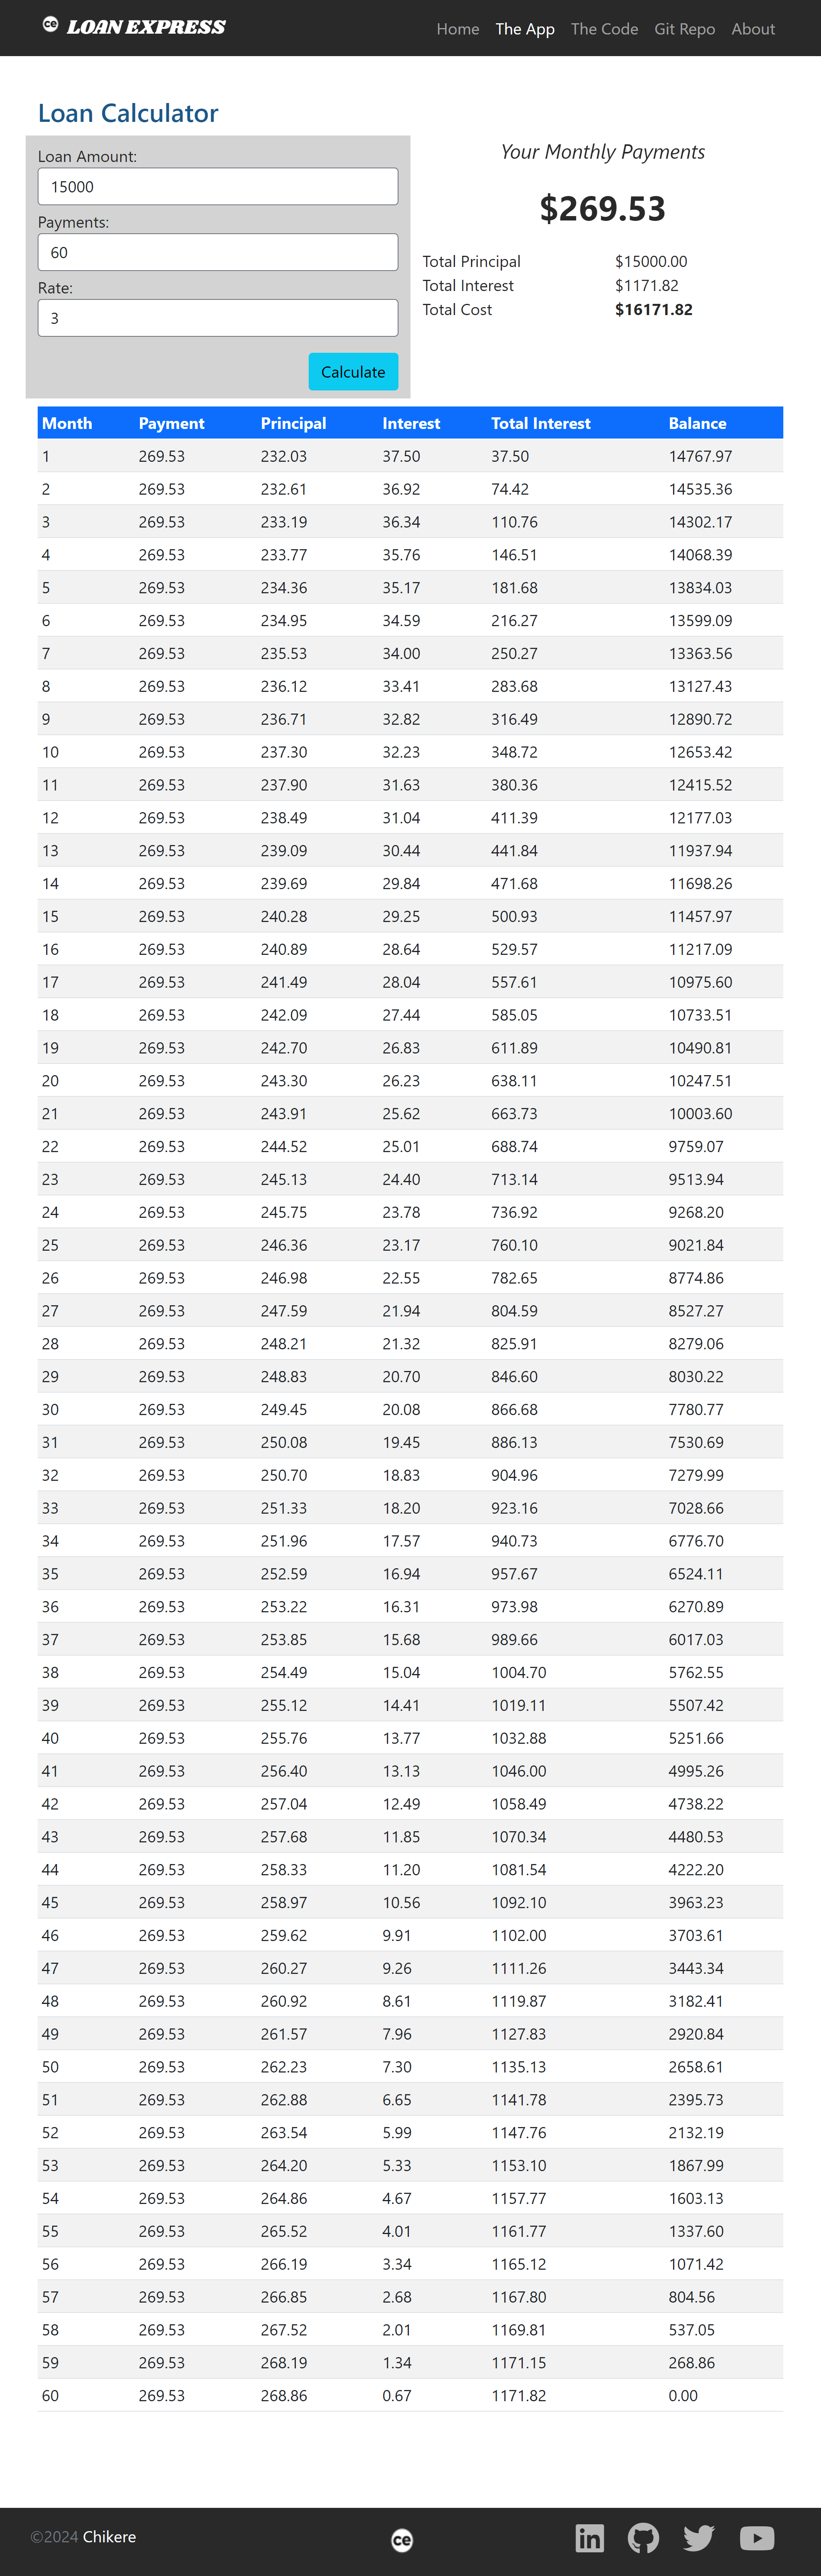 ce LOAN EXPRESS Home The App The Code Git Repo About
Loan Calculator
Loan Amount:
15000
Payments:
60
Rate:
3
Calculate
Your Monthly Payments
$269.53
Total Principal $15000.00
Total Interest $1171.82
Total Cost $16171.82
Month Payment Principal Interest Total Interest Balance
1 269.53 232.03 37.50 37.50 14767.97
2 269.53 232.61 36.92 74.42 14535.36
3 269.53 233.19 36.34 110.76 14302.17
4 269.53 233.77 35.76 146.51 14068.39
5 269.53 234.36 35.17 181.68 13834.03
6 269.53 234.95 34.59 216.27 13599.09
7 269.53 235.53 34.00 250.27 13363.56
8 269.53 236.12 33.41 283.68 13127.43
9 269.53 236.71 32.82 316.49 12890.72
10 269.53 237.30 32.23 348.72 12653.42
11 269.53 237.90 31.63 380.36 12415.52
12 269.53 238.49 31.04 411.39 12177.03
13 269.53 239.09 30.44 441.84 11937.94
14 269.53 239.69 29.84 471.68 11698.26
15 269.53 240.28 29.25 500.93 11457.97
16 269.53 240.89 28.64 529.57 11217.09
17 269.53 241.49 28.04 557.61 10975.60
18 269.53 242.09 27.44 585.05 10733.51
19 269.53 242.70 26.83 611.89 10490.81
20 269.53 243.30 26.23 638.11 10247.51
21 269.53 243.91 25.62 663.73 10003.60
22 269.53 244.52 25.01 688.74 9759.07
23 269.53 245.13 24.40 713.14 9513.94
24 269.53 245.75 23.78 736.92 9268.20
25 269.53 246.36 23.17 760.10 9021.84
26 269.53 246.98 22.55 782.65 8774.86
27 269.53 247.59 21.94 804.59 8527.27
28 269.53 248.21 21.32 825.91 8279.06
29 269.53 248.83 20.70 846.60 8030.22
30 269.53 249.45 20.08 866.68 7780.77
31 269.53 250.08 19.45 886.13 7530.69
32 269.53 250.70 18.83 904.96 7279.99
33 269.53 251.33 18.20 923.16 7028.66
34 269.53 251.96 17.57 940.73 6776.70
35 269.53 252.59 16.94 957.67 6524.11
36 269.53 253.22 16.31 973.98 6270.89
37 269.53 253.85 15.68 989.66 6017.03
38 269.53 254.49 15.04 1004.70 5762.55
39 269.53 255.12 14.41 1019.11 5507.42
40 269.53 255.76 13.77 1032.88 5251.66
41 269.53 256.40 13.13 1046.00 4995.26
42 269.53 257.04 12.49 1058.49 4738.22
43 269.53 257.68 11.85 1070.34 4480.53
44 269.53 258.33 11.20 1081.54 4222.20
45 269.53 258.97 10.56 1092.10 3963.23
46 269.53 259.62 9.91 1102.00 3703.61
47 269.53 260.27 9.26 1111.26 3443.34
48 269.53 260.92 8.61 1119.87 3182.41
49 269.53 261.57 7.96 1127.83 2920.84
50 269.53 262.23 7.30 1135.13 2658.61
51 269.53 262.88 6.65 1141.78 2395.73
52 269.53 263.54 5.99 1147.76 2132.19
53 269.53 264.20 5.33 1153.10 1867.99
54 269.53 264.86 4.67 1157.77 1603.13
55 269.53 265.52 4.01 1161.77 1337.60
56 269.53 266.19 3.34 1165.12 1071.42
57 269.53 266.85 2.68 1167.80 804.56
58 269.53 267.52 2.01 1169.81 537.05
59 269.53 268.19 1.34 1171.15 268.86
60 269.53 268.86 0.67 1171.82 0.00
©2024 Chikere ce in